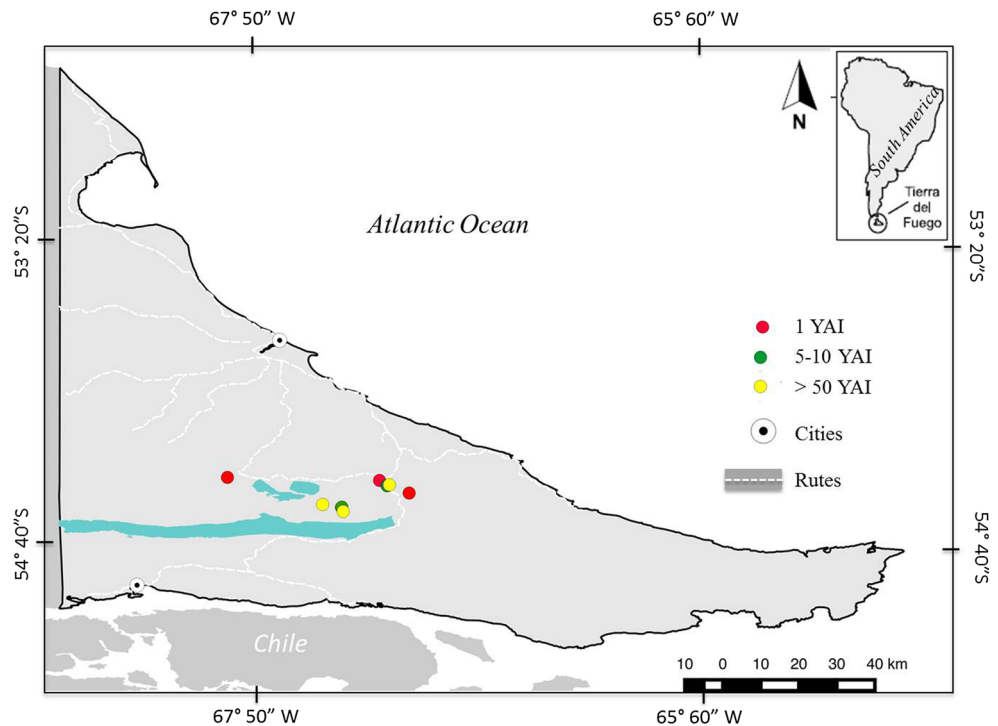 67° 50” W
65° 60” W
N
South America
Tierra
del
Fuego
Atlantic Ocean
53° 20”S
53° 20”S
1 YAI
5-10 YAI
> 50 YAI
Cities
Rutes
54° 40”S
54° 40”S
Chile
10 0 10 20 30 40 km
67° 50” W
65° 60” W